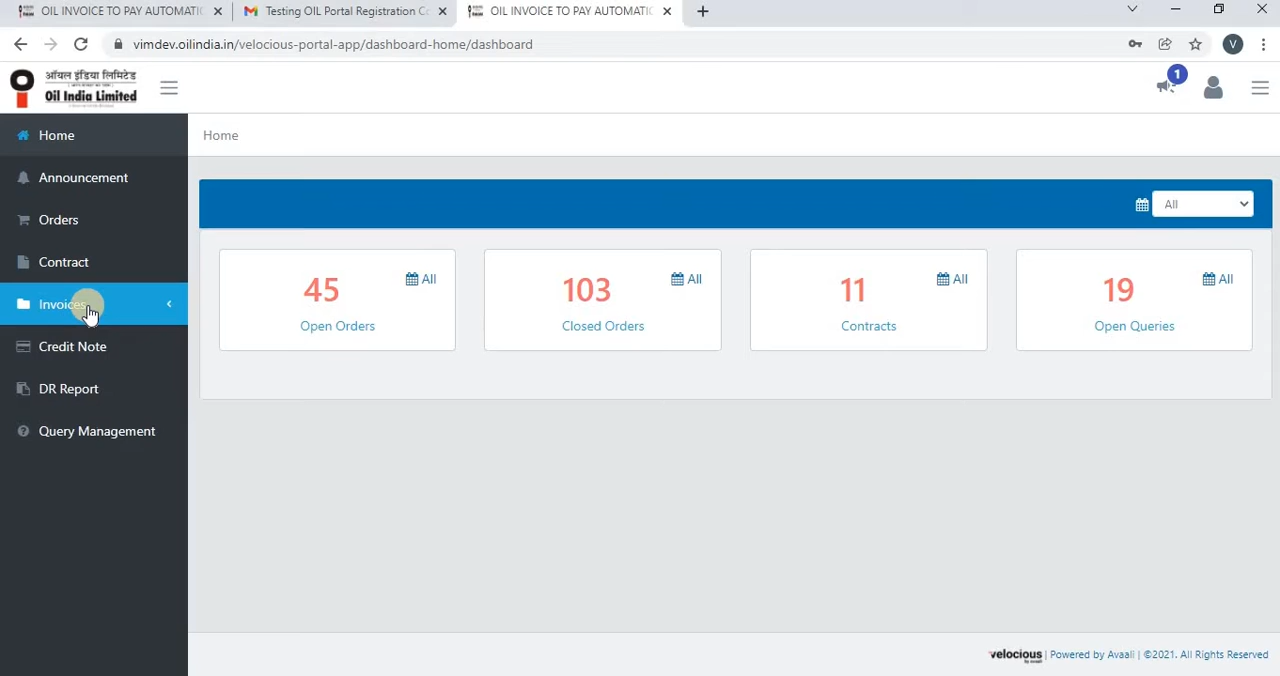 OIL INVOICE TO PAY AUTOMATIC
Testing OIL Portal Registration Co
OIL INVOICE TO PAY AUTOMATIC
vimdev.oilindia.in/velocious-portal-app/dashboard-home/dashboard
V
ऑयल इंडिया लिमिटेड
Oil India Limited
1
Home
Announcement
Orders
Contract
Invoices
Credit Note
DR Report
Query Management
Home
All
45
All
Open Orders
103
All
Closed Orders
11
All
Contracts
19
All
Open Queries
velocious | Powered by Avaali | ©2021. All Rights Reserved